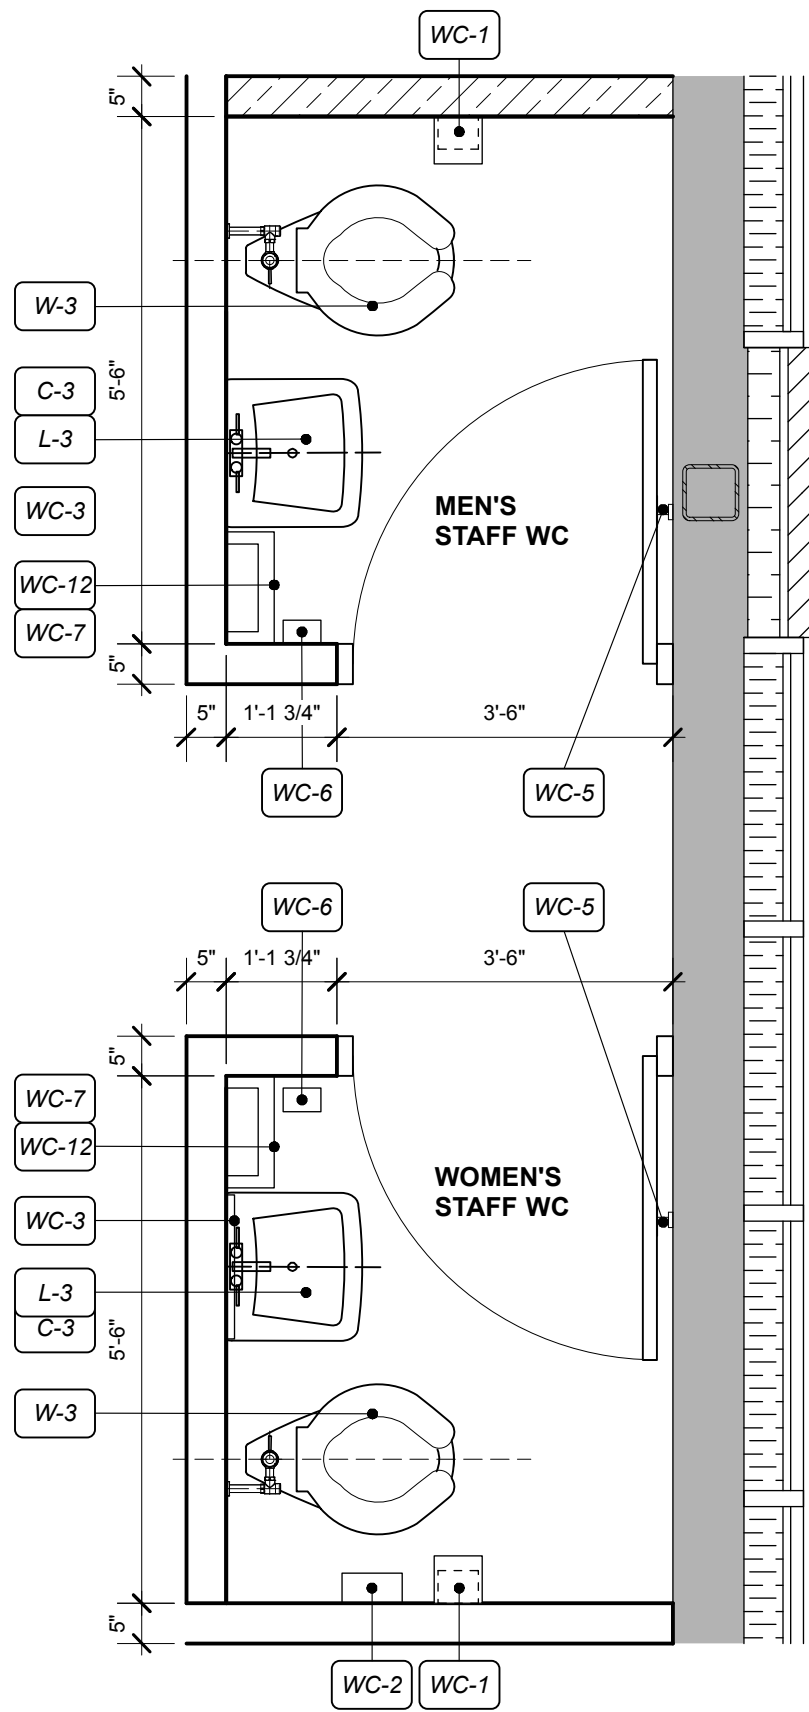 WC-1
5"
W-3
C-3
5'-6"
L-3
WC-3
MEN'S
STAFF WC
WC-12
WC-7
5"
5" 1'-1 3/4" 3'-6"
WC-6 WC-5
WC-6 WC-5
5" 1'-1 3/4" 3'-6"
5"
WC-7
WC-12
WOMEN'S
STAFF WC
WC-3
L-3
C-3
5'-6"
W-3
5"
WC-2 WC-1